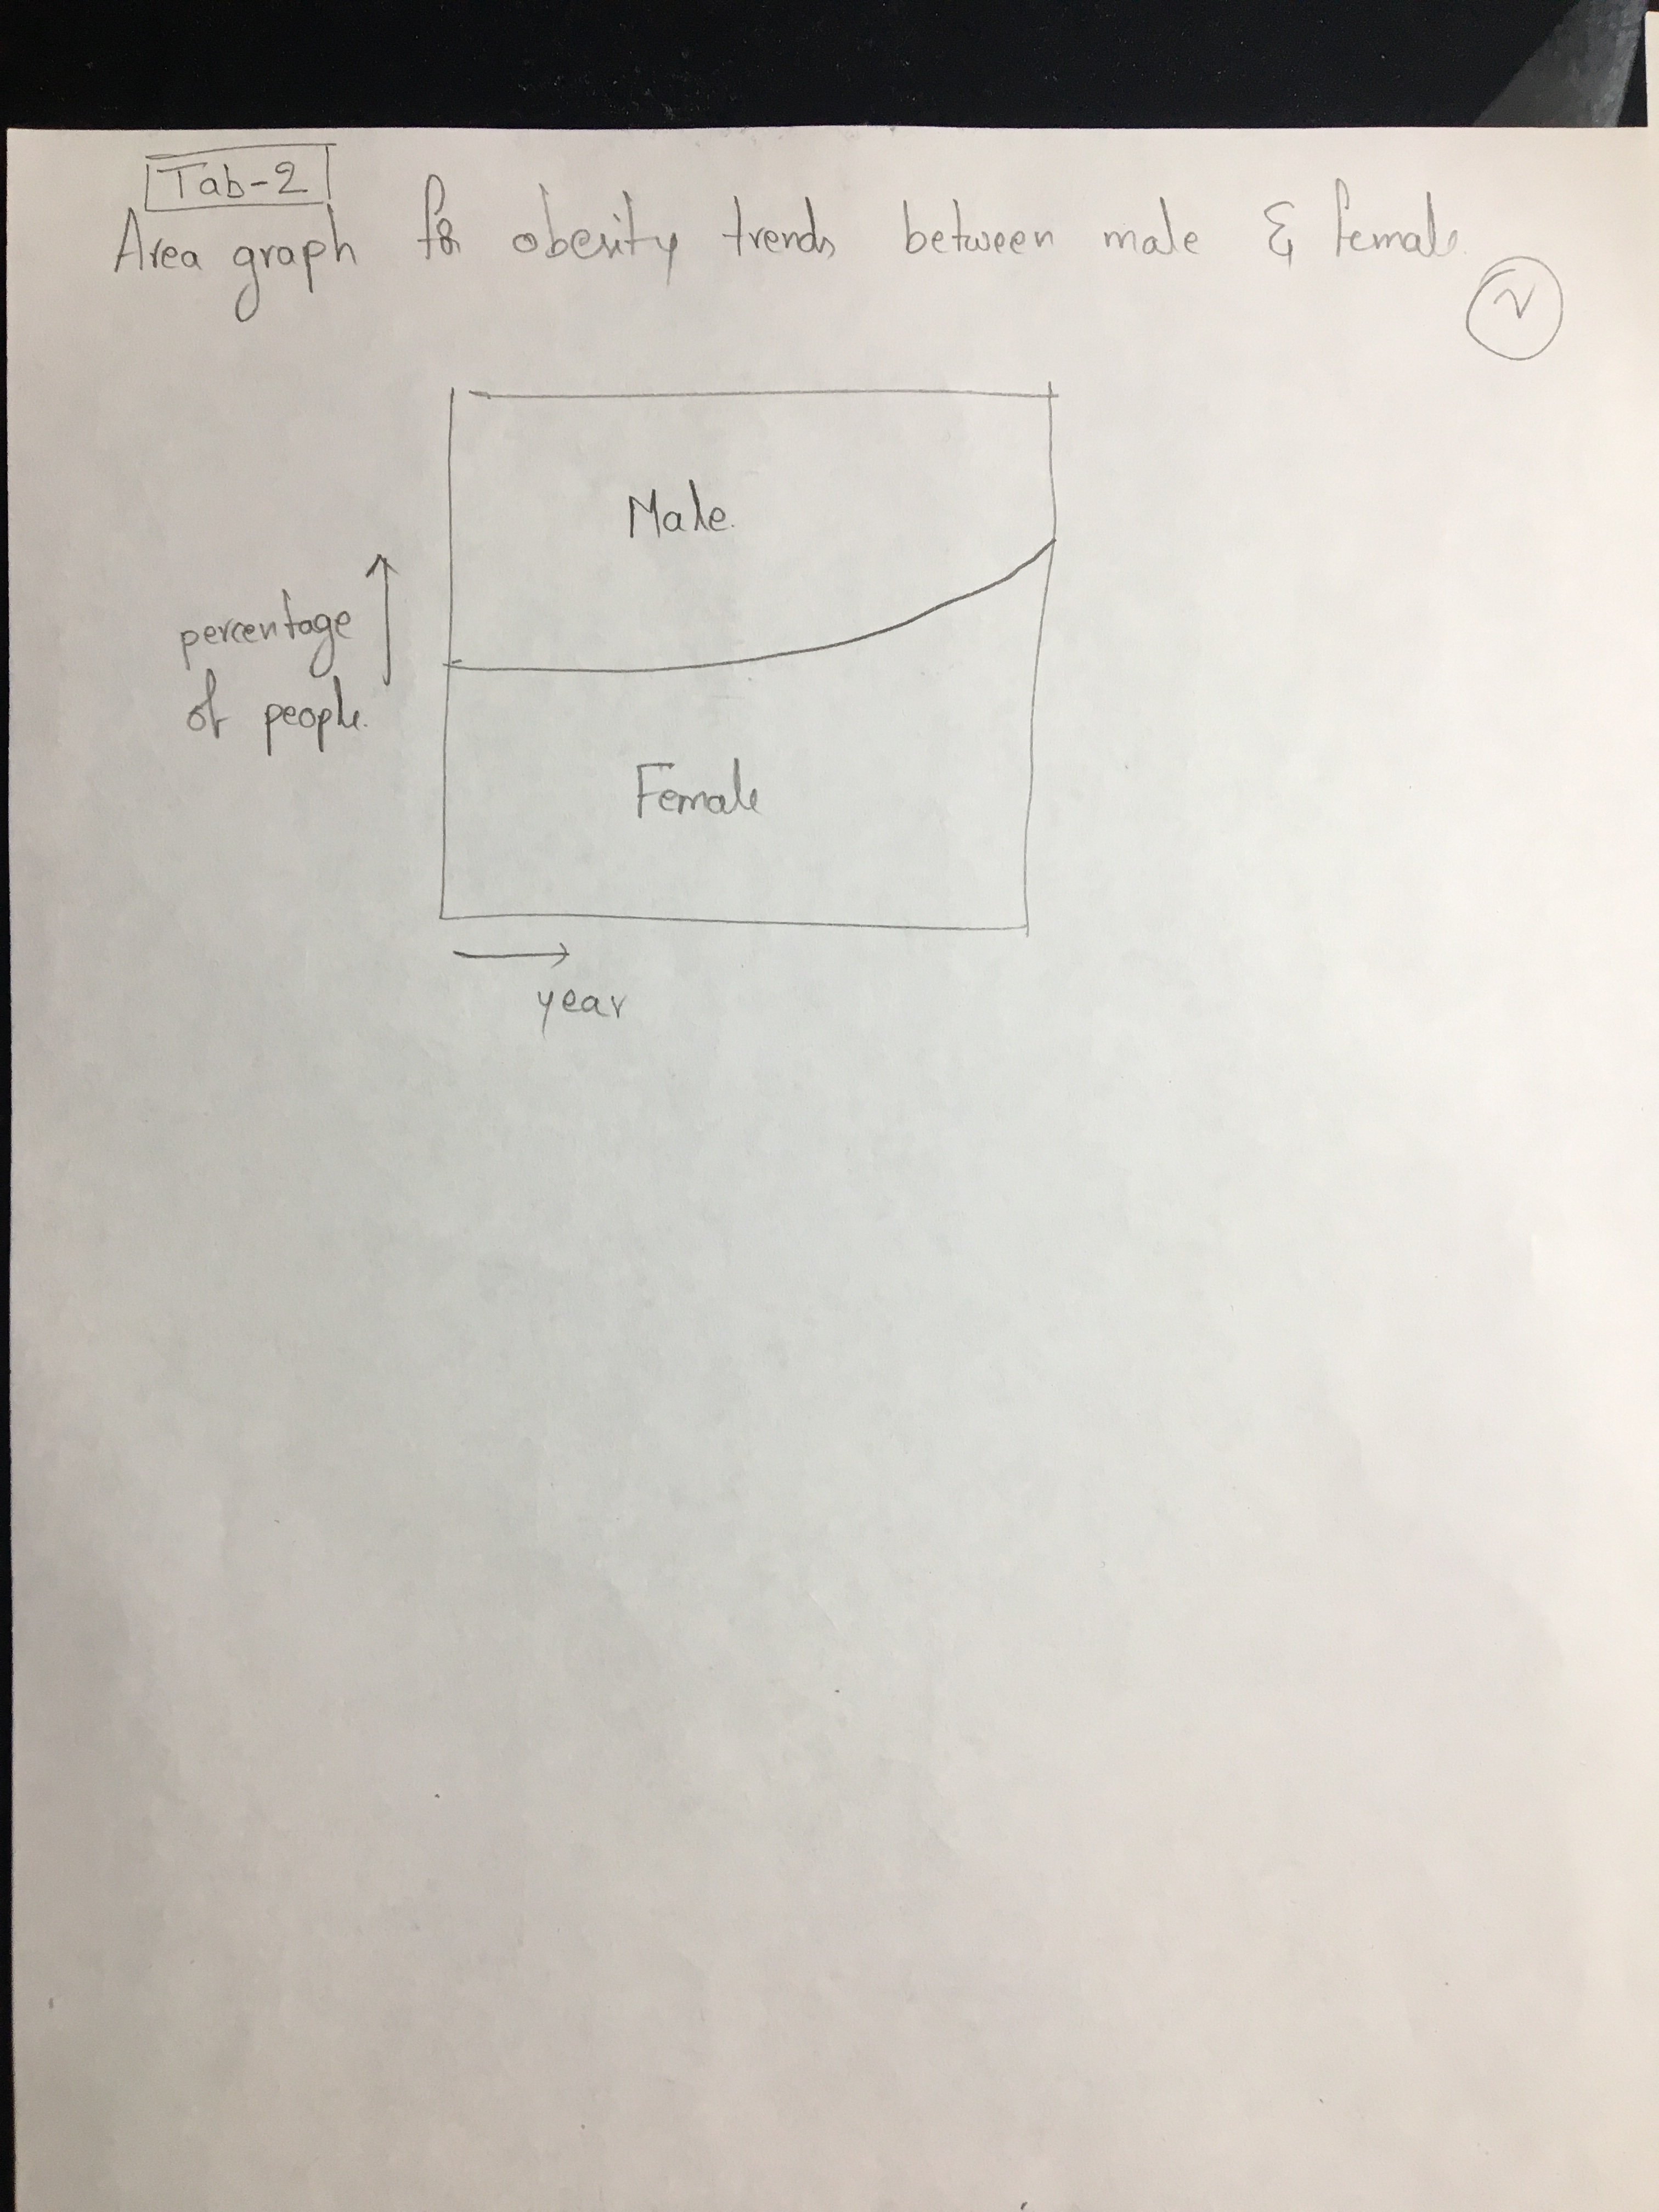 Tab-2
Area graph for obesity trends between male & female
2
Male.
percentage
of people.
Female
year